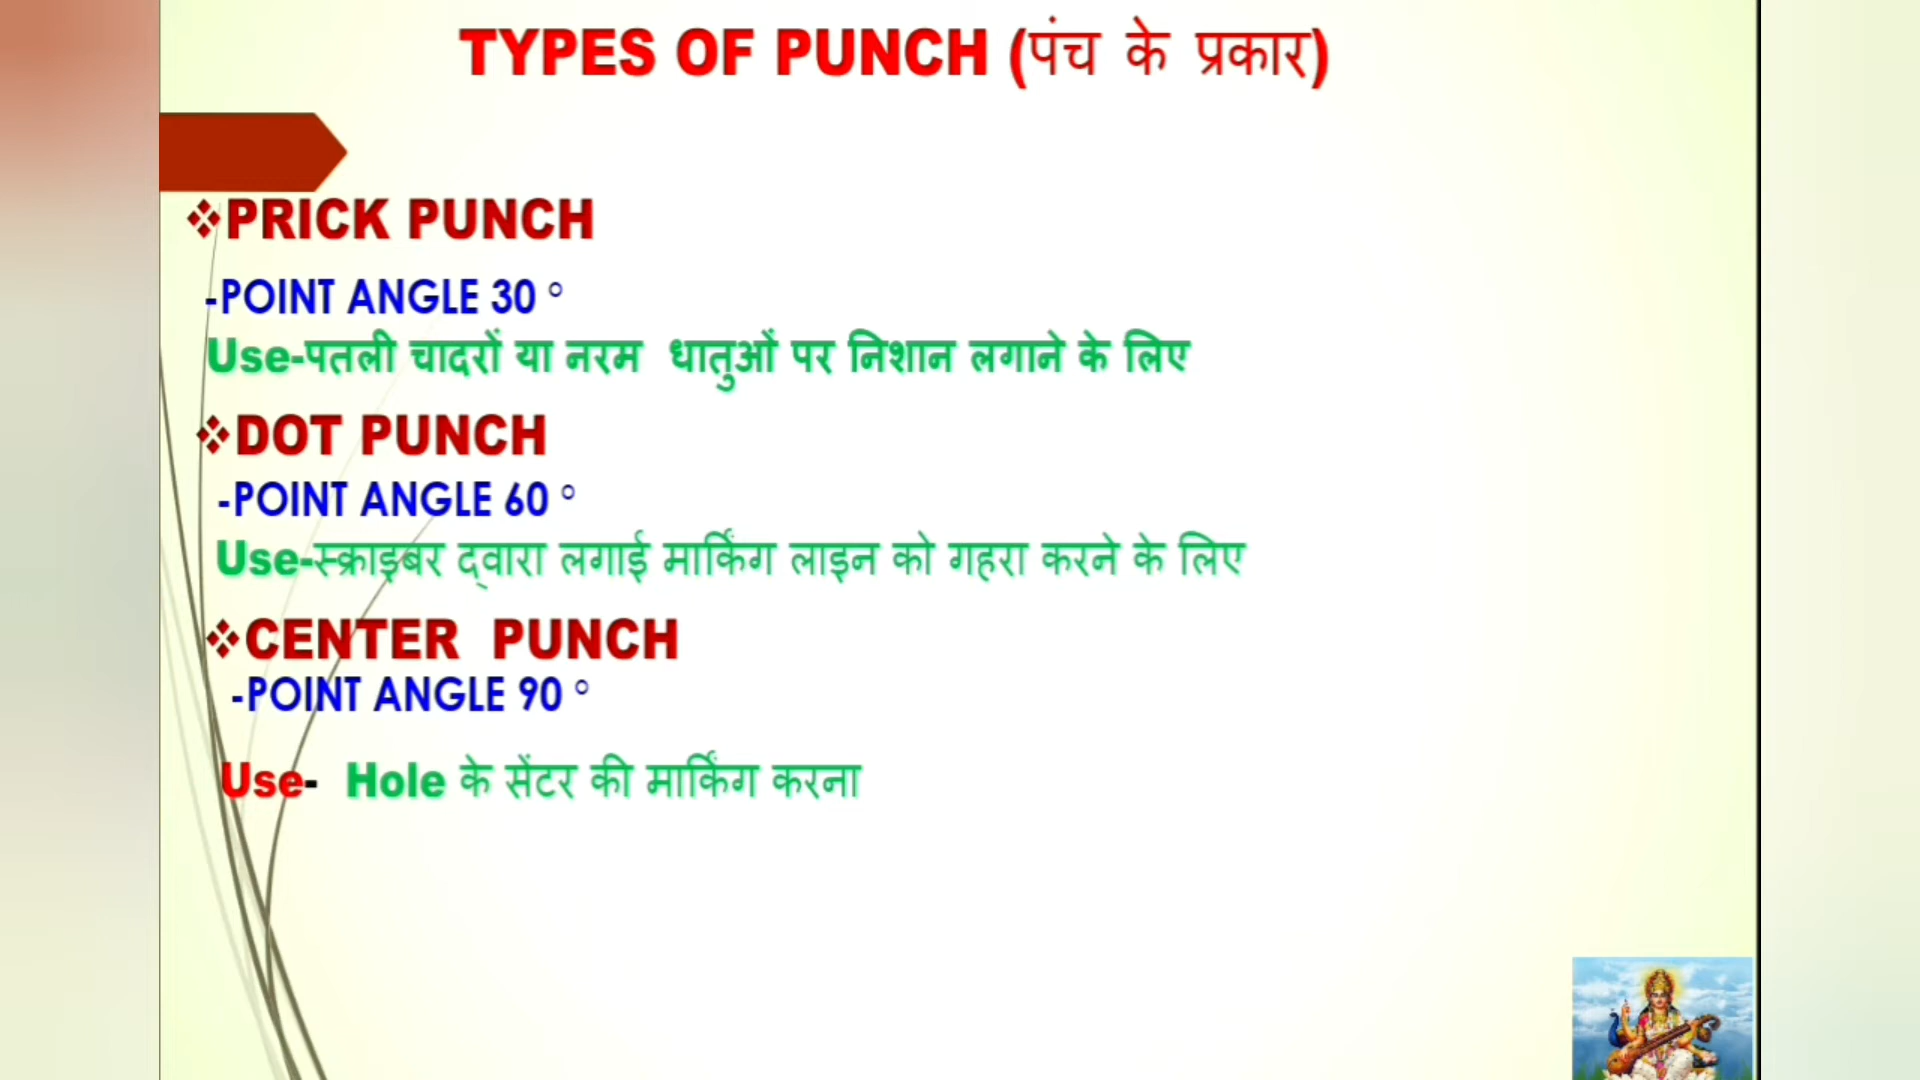 TYPES OF PUNCH (पंच के प्रकार)
❖PRICK PUNCH
-POINT ANGLE 30 °
Use-पतली चादरों या नरम धातुओं पर निशान लगाने के लिए
❖DOT PUNCH
-POINT ANGLE 60 °
Use-स्क्राइबर द्वारा लगाई मार्किंग लाइन को गहरा करने के लिए
❖CENTER PUNCH
-POINT ANGLE 90 °
Use- Hole के सेंटर की मार्किंग करना